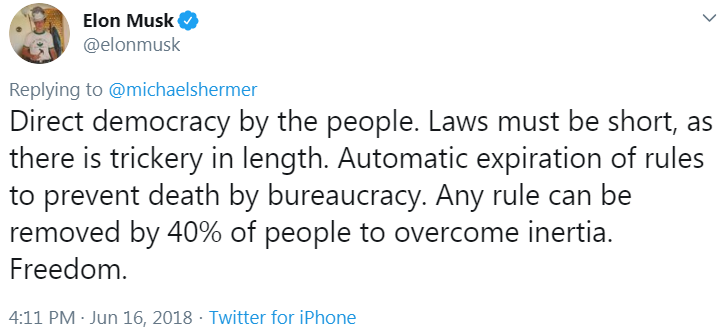 Elon Musk
@elonmusk
Replying to @michaelshermer
Direct democracy by the people. Laws must be short, as
there is trickery in length. Automatic expiration of rules
to prevent death by bureaucracy. Any rule can be
removed by 40% of people to overcome inertia.
Freedom.
4:11 PM · Jun 16, 2018 · Twitter for iPhone